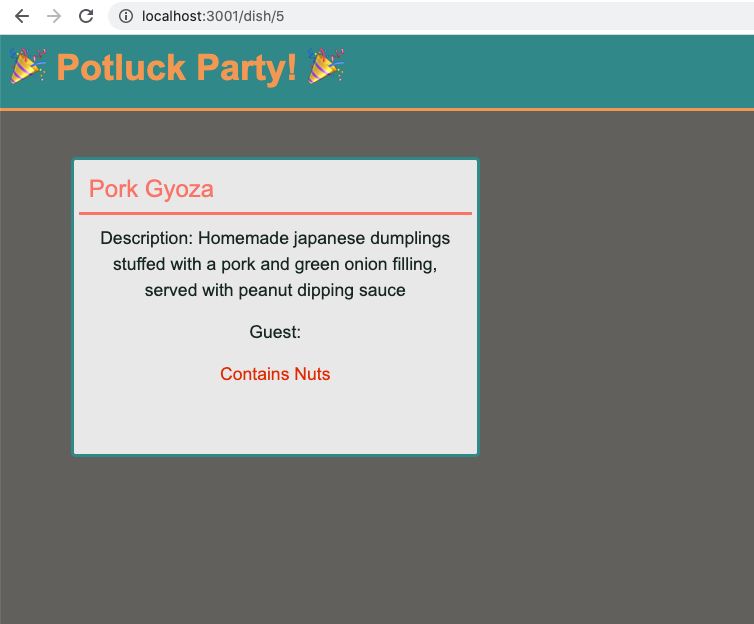 localhost:3001/dish/5
🎉 Potluck Party! 🎉
Pork Gyoza
Description: Homemade japanese dumplings
stuffed with a pork and green onion filling,
served with peanut dipping sauce
Guest:
Contains Nuts